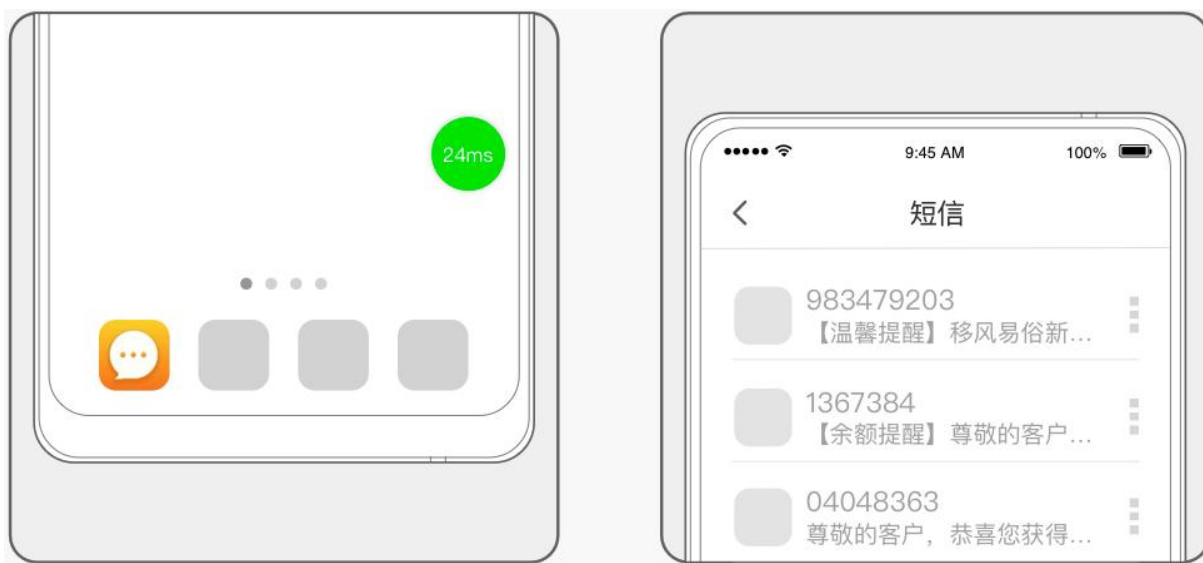 24ms
9:45 AM
100%
短信
983479203
【温馨提醒】移风易俗新...
1367384
【余额提醒】尊敬的客户...
04048363
尊敬的客户，恭喜您获得...